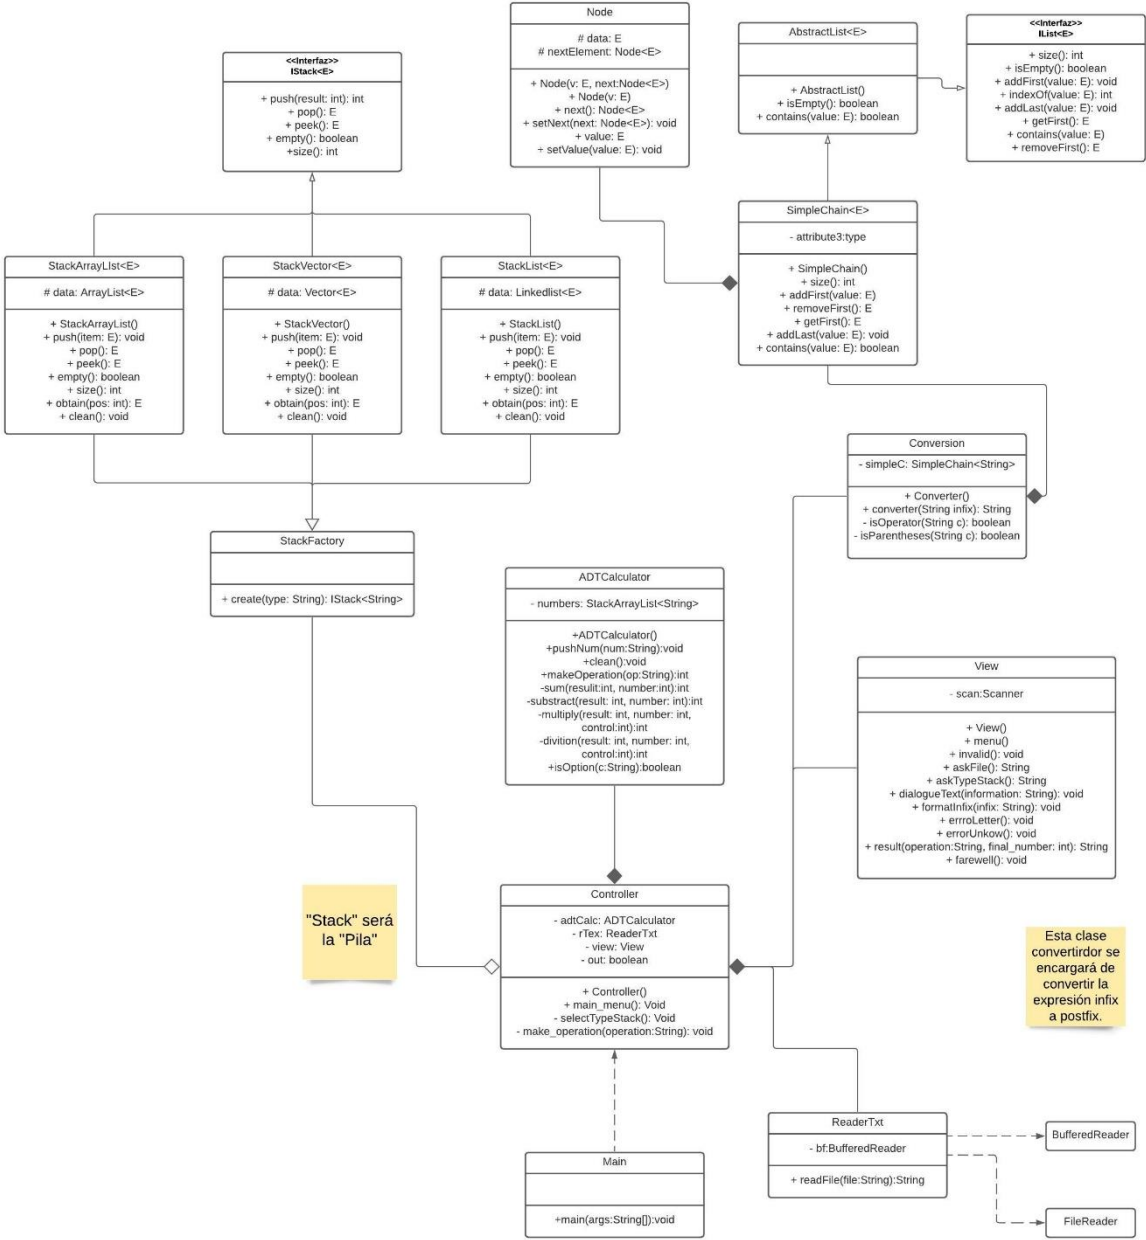 Node
# data: E
# nextElement: Node<E>
+ Node(v: E, next:Node<E>)
+ Node(v: E)
+ next(): Node<E>
+ setNext(next: Node<E>): void
+ value: E
+ setValue(value: E): void
AbstractList<E>
+ AbstractList()
+ isEmpty(): boolean
+ contains(value: E): boolean
<<Interfaz>>
IList<E>
+ size(): int
+ isEmpty(): boolean
+ addFirst(value: E): void
+ indexOf(value: E): int
+ addLast(value: E): void
+ getFirst(): E
+ contains(value: E)
+ removeFirst(): E
<<Interfaz>>
IStack<E>
+ push(result: int): int
+ pop(): E
+ peek(): E
+ empty(): boolean
+size(): int
SimpleChain<E>
- attribute3:type
+ SimpleChain()
+ size(): int
+ addFirst(value: E)
+ removeFirst(): E
+ getFirst(): E
+ addLast(value: E): void
+ contains(value: E): boolean
StackArrayLIst<E>
# data: ArrayList<E>
+ StackArrayList()
+ push(item: E): void
+ pop(): E
+ peek(): E
+ empty(): boolean
+ size(): int
+ obtain(pos: int): E
+ clean(): void
StackVector<E>
# data: Vector<E>
+ StackVector()
+ push(item: E): void
+ pop(): E
+ peek(): E
+ empty(): boolean
+ size(): int
+ obtain(pos: int): E
+ clean(): void
StackList<E>
# data: Linkedlist<E>
+ StackList()
+ push(item: E): void
+ pop(): E
+ peek(): E
+ empty(): boolean
+ size(): int
+ obtain(pos: int): E
+ clean(): void
Conversion
- simpleC: SimpleChain<String>
+ Converter()
+ converter(String infix): String
- isOperator(String c): boolean
- isParentheses(String c): boolean
StackFactory
+ create(type: String): IStack<String>
ADTCalculator
- numbers: StackArrayList<String>
+ADTCalculator()
+pushNum(num:String):void
+clean():void
+makeOperation(op:String):int
-sum(resulit:int, number:int):int
-substract(result: int, number: int):int
-multiply(result: int, number: int,
control:int):int
-divition(result: int, number: int,
control:int):int
+isOption(c:String):boolean
View
- scan:Scanner
+ View()
+ menu()
+ invalid(): void
+ askFile(): String
+ askTypeStack(): String
+ dialogueText(information: String): void
+ formatInfix(infix: String): void
+ errroLetter(): void
+ errorUnkow(): void
+ result(operation:String, final_number: int): String
+ farewell(): void
"Stack" será
la "Pila"
Controller
- adtCalc: ADTCalculator
- rTex: ReaderTxt
- view: View
- out: boolean
+ Controller()
+ main_menu(): Void
- selectTypeStack(): Void
- make_operation(operation:String): void
Esta clase
convertirdor se
encargará de
convertir la
expresión infix
a postfix.
ReaderTxt
- bf:BufferedReader
+ readFile(file:String):String
BufferedReader
FileReader
Main
+main(args:String[]):void